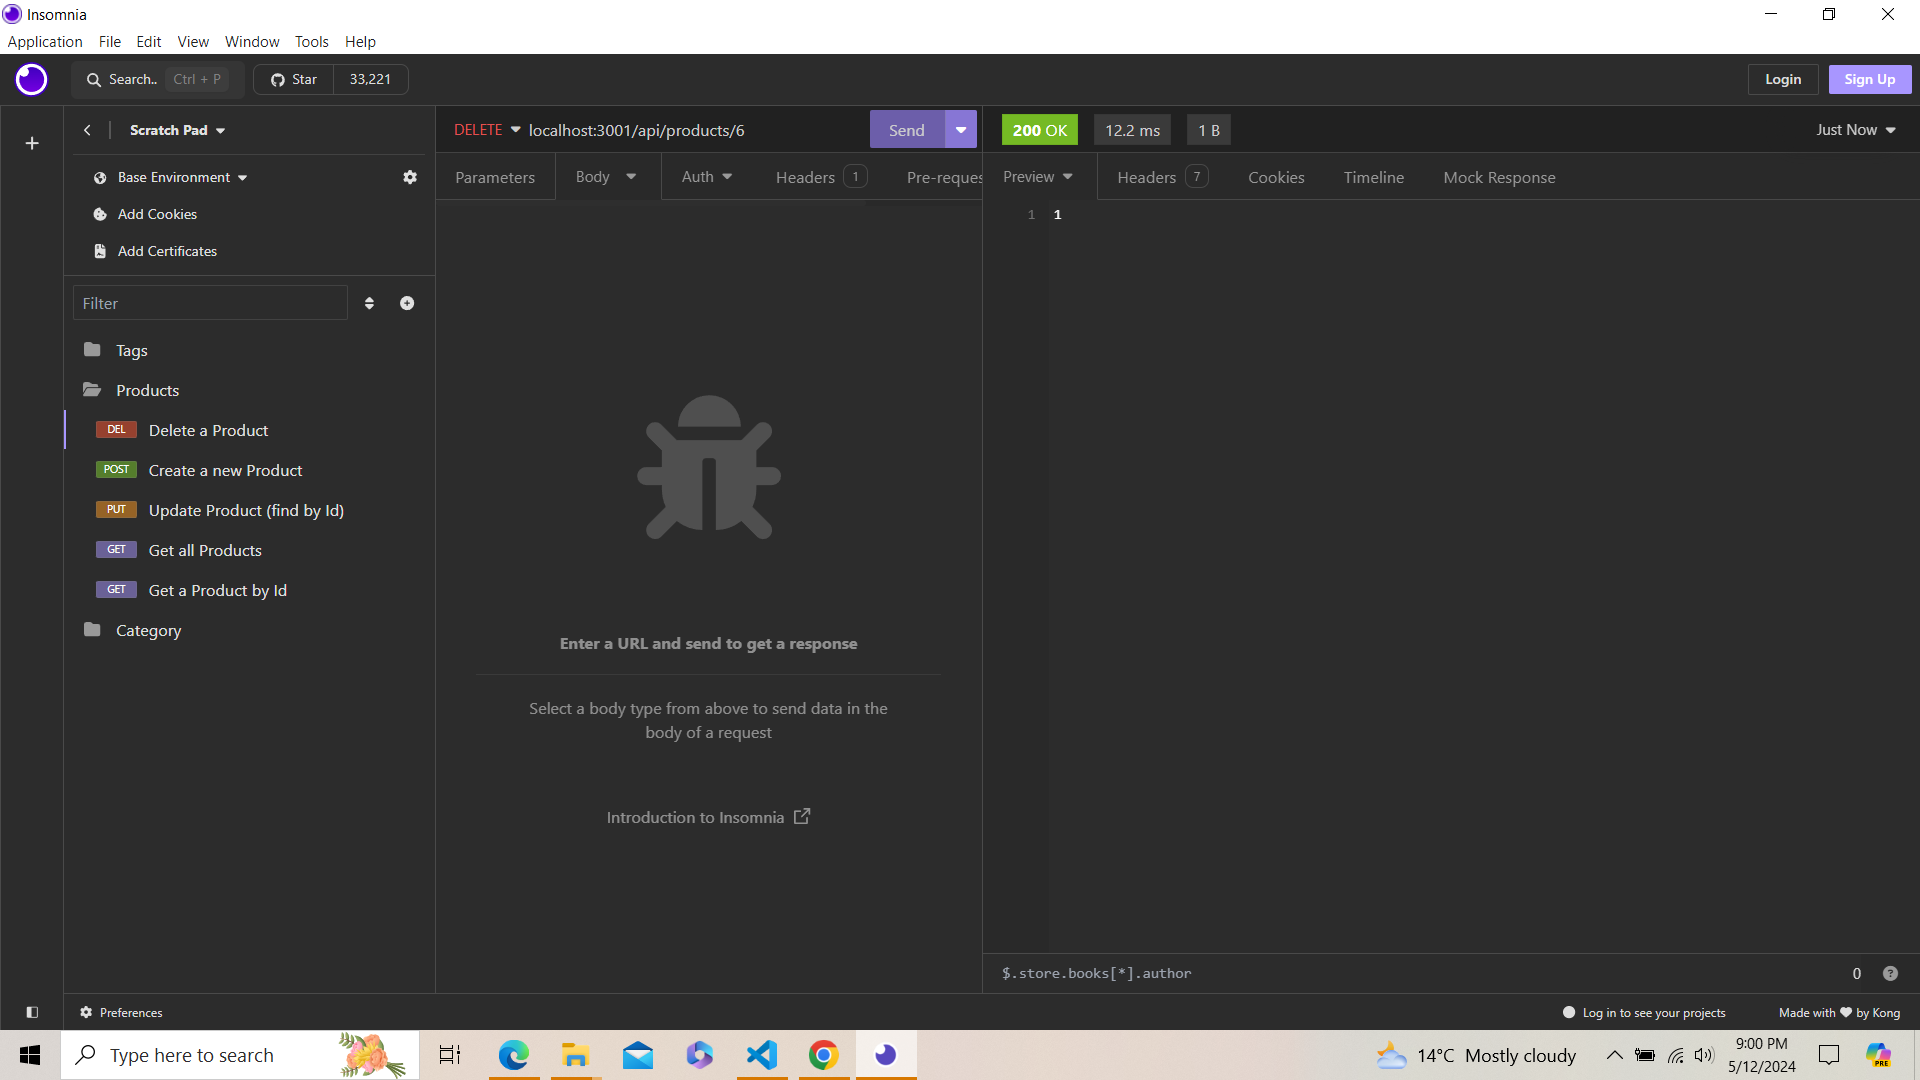 Insomnia
Application File Edit View Window Tools Help
Search.. Ctrl + P Star 33,221 Login Sign Up
Scratch Pad
Base Environment
Add Cookies
Add Certificates
Filter
Tags
Products
DEL Delete a Product
POST Create a new Product
PUT Update Product (find by Id)
GET Get all Products
GET Get a Product by Id
Category
DELETE localhost:3001/api/products/6 Send
Parameters Body Auth Headers 1 Pre-reques
Enter a URL and send to get a response
Select a body type from above to send data in the
body of a request
Introduction to Insomnia
200 OK 12.2 ms 1 B Just Now
Preview Headers 7 Cookies Timeline Mock Response
1 1
$.store.books[*].author 0 ?
Preferences Log in to see your projects Made with ❤ by Kong
Type here to search 14°C Mostly cloudy 9:00 PM
5/12/2024
PRE